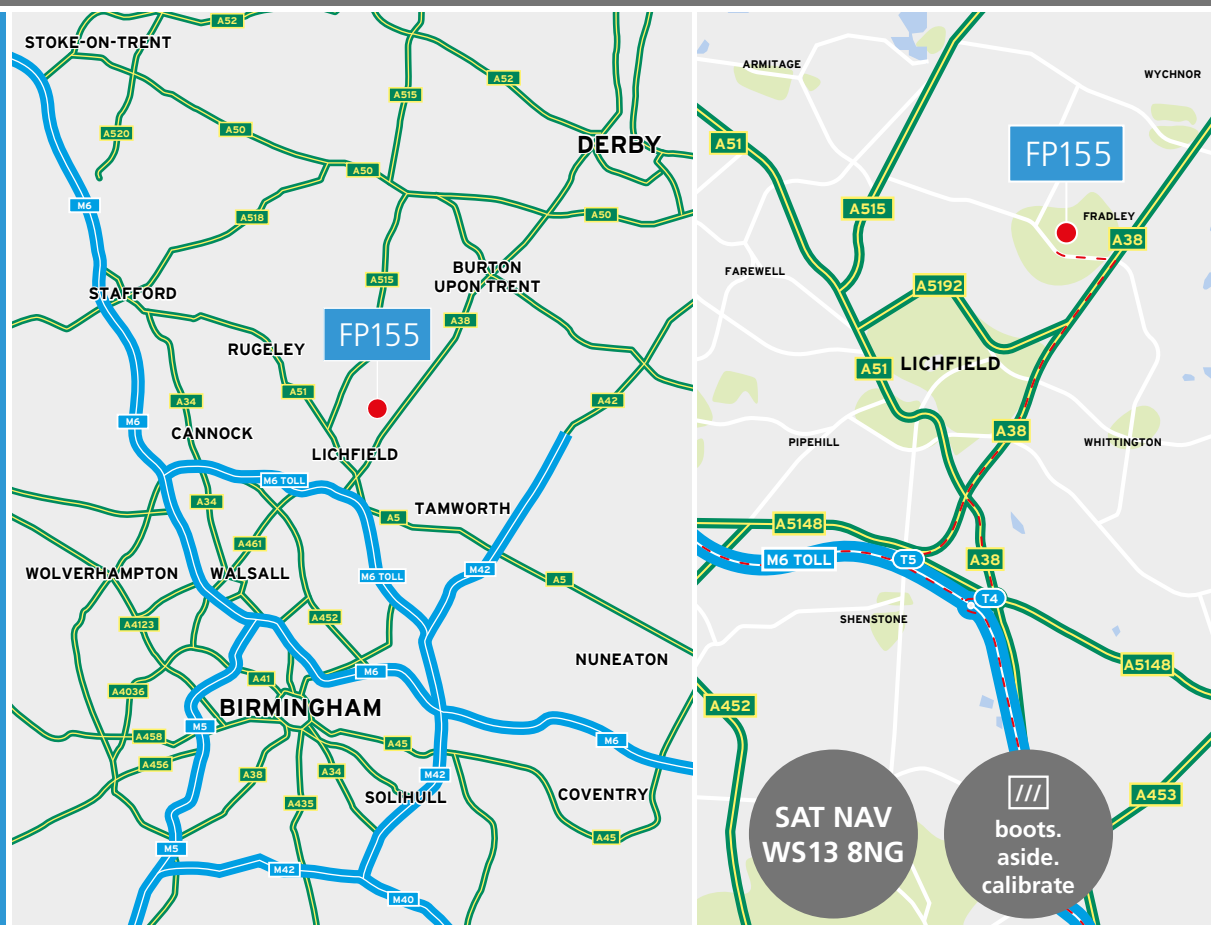 A52
STOKE-ON-TRENT
A52
A515
A520
A50
DERBY
A50
M6
A518
A50
BURTON
UPON TRENT
A515
STAFFORD
A38
FP155
RUGELEY
A51
A42
A34
M6
CANNOCK
LICHFIELD
M6 TOLL
A34
TAMWORTH
A5
A461
WOLVERHAMPTON
WALSALL
M6 TOLL
M42
A5
A4123
A452
NUNEATON
M6
A41
A4036
BIRMINGHAM
M5
A458
A45
M6
A456
A38
A34
M42
SOLIHULL
COVENTRY
A435
A45
M5
M42
M40
ARMITAGE
WYCHNOR
A51
FP155
A515
FRADLEY
A38
FAREWELL
A5192
LICHFIELD
A51
A38
PIPEHILL
WHITTINGTON
A5148
M6 TOLL
T5
A38
T4
SHENSTONE
A5148
A452
A453
SAT NAV
WS13 8NG
///
boots.
aside.
calibrate